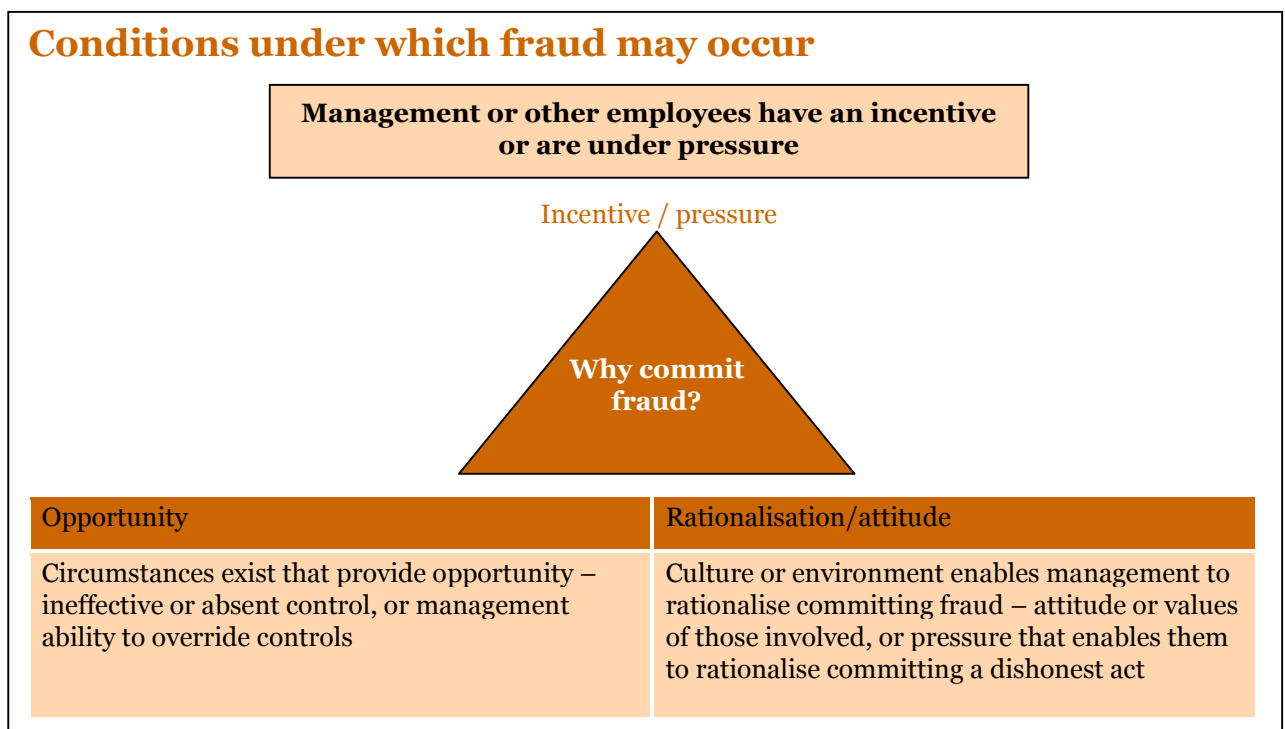 Conditions under which fraud may occur
Management or other employees have an incentive
or are under pressure
Incentive / pressure
Why commit
fraud?
Opportunity
Rationalisation/attitude
Circumstances exist that provide opportunity –
ineffective or absent control, or management
ability to override controls
Culture or environment enables management to
rationalise committing fraud – attitude or values
of those involved, or pressure that enables them
to rationalise committing a dishonest act